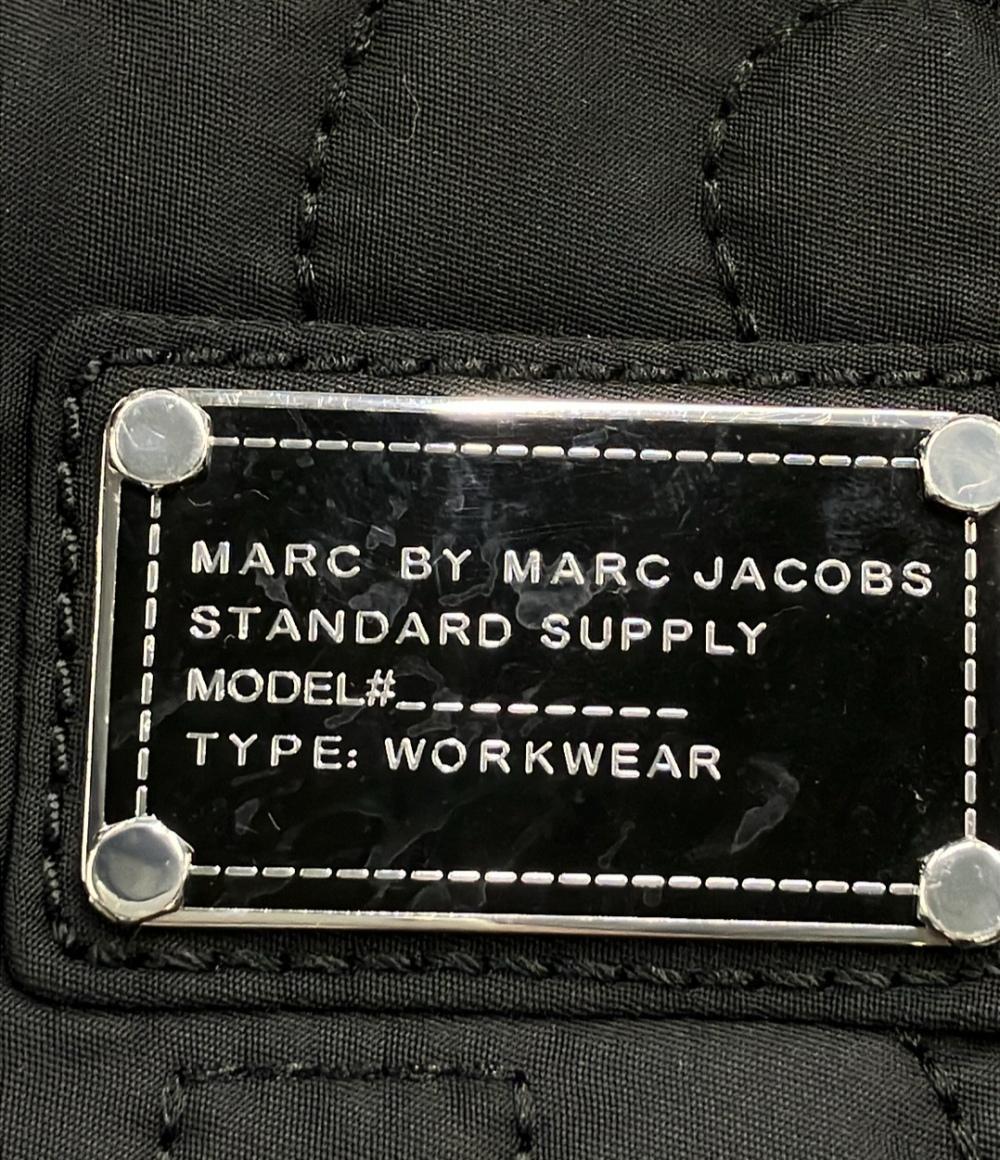 MARC BY MARC JACOBS
STANDARD SUPPLY
MODEL#_________
TYPE: WORKWEAR